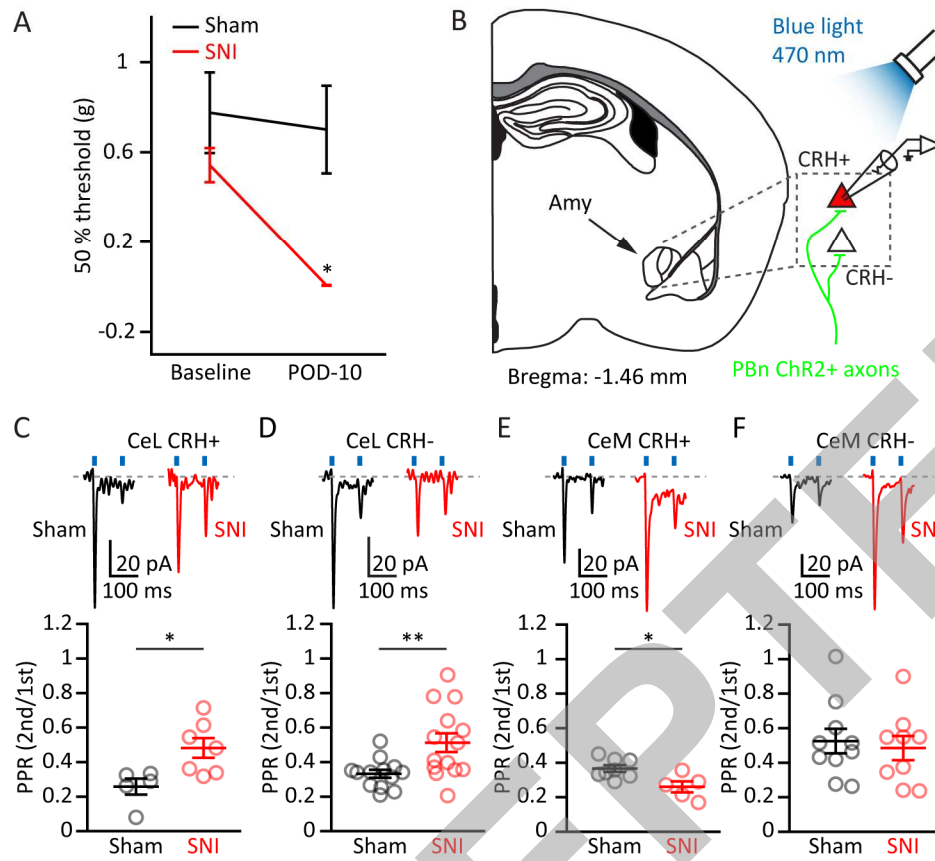 A
Sham
SNI
50 % threshold (g)
1
0.6
0.2
-0.2
*
Baseline
POD-10
B
Blue light
470 nm
CRH+
Amy
CRH-
Bregma: -1.46 mm
PBn ChR2+ axons
C
CeL CRH+
Sham
SNI
20 pA
100 ms
*
PPR (2nd/1st)
1.2
1
0.8
0.6
0.4
0.2
0
Sham
SNI
D
CeL CRH-
Sham
SNI
20 pA
100 ms
**
PPR (2nd/1st)
1.2
1
0.8
0.6
0.4
0.2
0
Sham
SNI
E
CeM CRH+
Sham
SNI
20 pA
100 ms
*
PPR (2nd/1st)
1.2
1
0.8
0.6
0.4
0.2
0
Sham
SNI
F
CeM CRH-
Sham
20 pA
100 ms
PPR (2nd/1st)
1.2
1
0.8
0.6
0.4
0.2
0
Sham
SNI